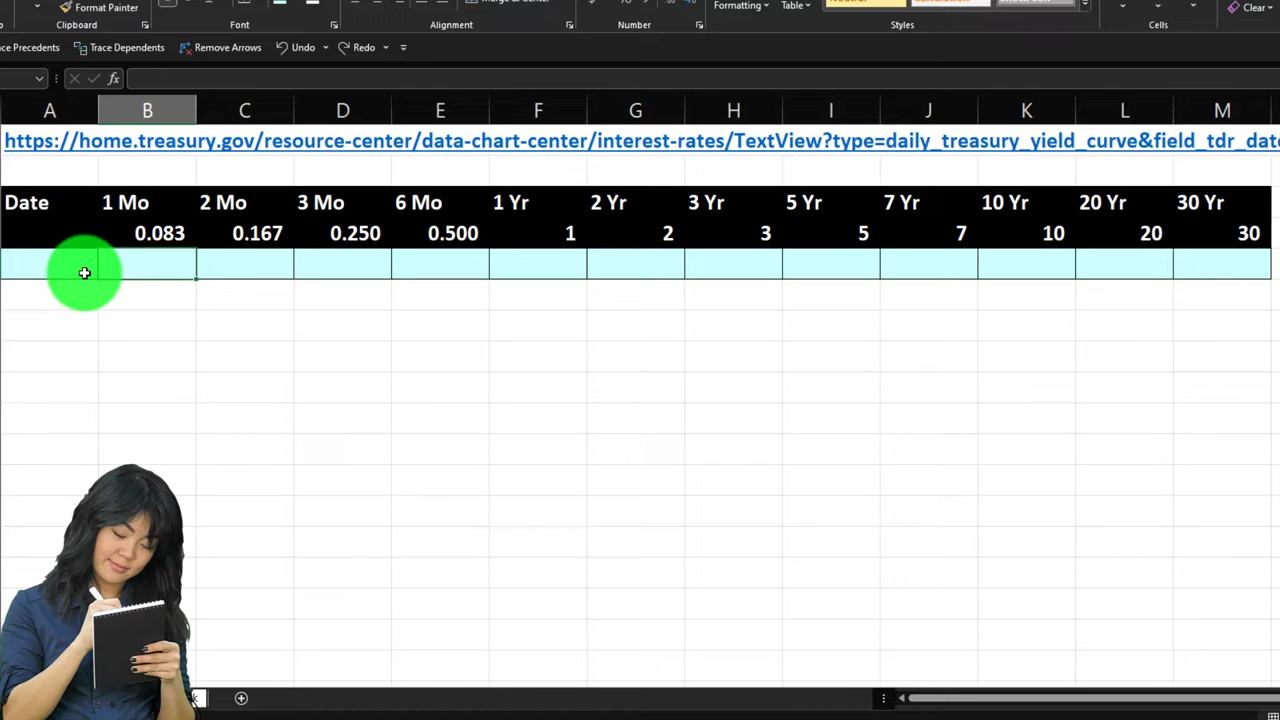 Format Painter
Formatting
Table
Clear
Clipboard
Font
Alignment
Number
Styles
Cells
ce Precedents Trace Dependents Remove Arrows Undo Redo
fx
A B C D E F G H I J K L M
https://home.treasury.gov/resource-center/data-chart-center/interest-rates/TextView?type=daily_treasury_yield_curve&field_tdr_date
Date 1 Mo 2 Mo 3 Mo 6 Mo 1 Yr 2 Yr 3 Yr 5 Yr 7 Yr 10 Yr 20 Yr 30 Yr
0.083 0.167 0.250 0.500 1 2 3 5 7 10 20 30